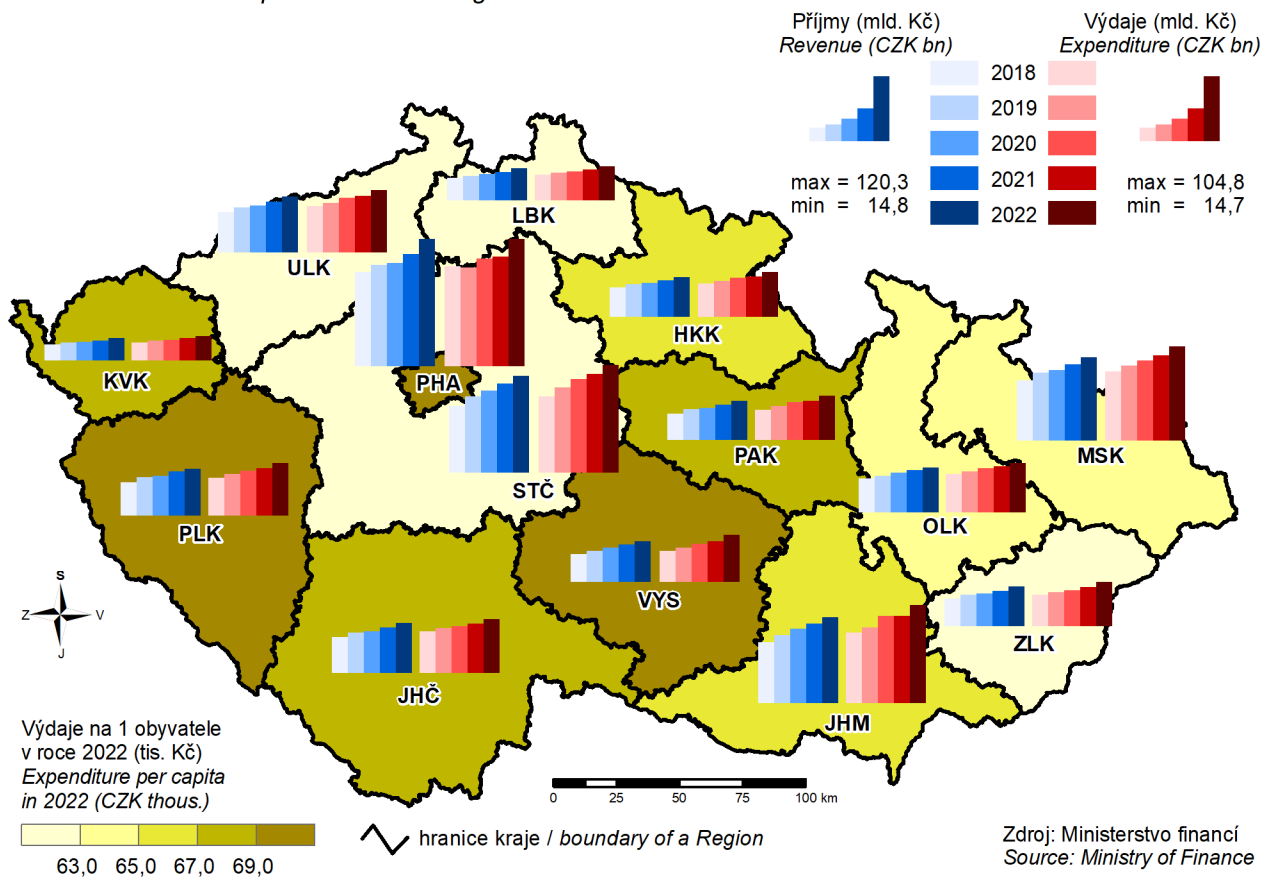 Příjmy (mld. Kč)
Revenue (CZK bn)
Výdaje (mld. Kč)
Expenditure (CZK bn)
2018
2019
2020
2021
2022
max = 120,3
min = 14,8
max = 104,8
min = 14,7
LBK
ULK
HKK
KVK
PHA
PAK
MSK
STČ
OLK
PLK
VYS
ZLK
JHČ
JHM
S
Z
V
J
Výdaje na 1 obyvatele
v roce 2022 (tis. Kč)
Expenditure per capita
in 2022 (CZK thous.)
63,0 65,0 67,0 69,0
0 25 50 75 100 km
hranice kraje / boundary of a Region
Zdroj: Ministerstvo financí
Source: Ministry of Finance